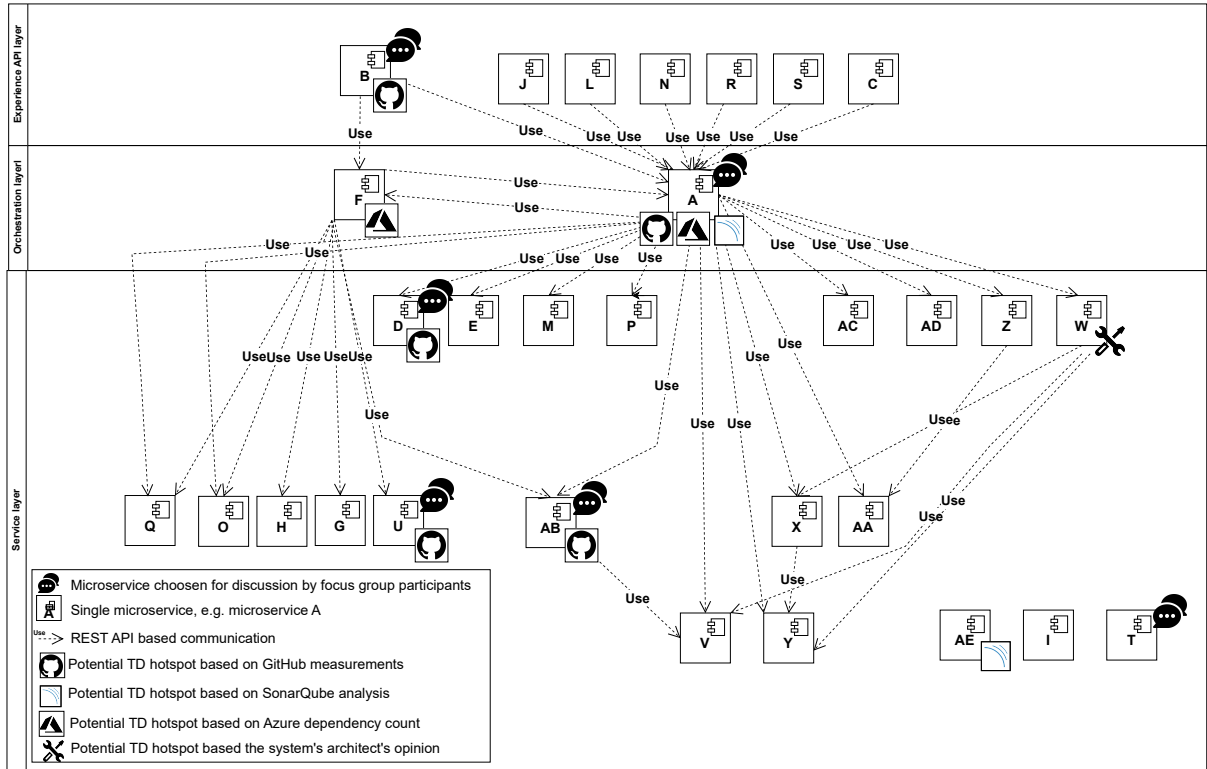 Experience API layer
B
J
L
N
R
S
C
Use
Use
Use
Use
Use
Use
Use
Use
Orchestration layerl
F
A
Use
Use
Use
Use
Use
Use
Use
Use
Use
Use
Use
Use
Service layer
D
E
M
P
AC
AD
Z
W
Use
Use
Use
Use
Use
Use
Use
Use
Use
Use
Use
Use
Usee
Use
Use
Q
O
H
G
U
AB
X
AA
Use
Use
V
Y
AE
I
T
Microservice choosen for discussion by focus group participants
A
Single microservice, e.g. microservice A
Use
REST API based communication
Potential TD hotspot based on GitHub measurements
Potential TD hotspot based on SonarQube analysis
Potential TD hotspot based on Azure dependency count
Potential TD hotspot based the system's architect's opinion